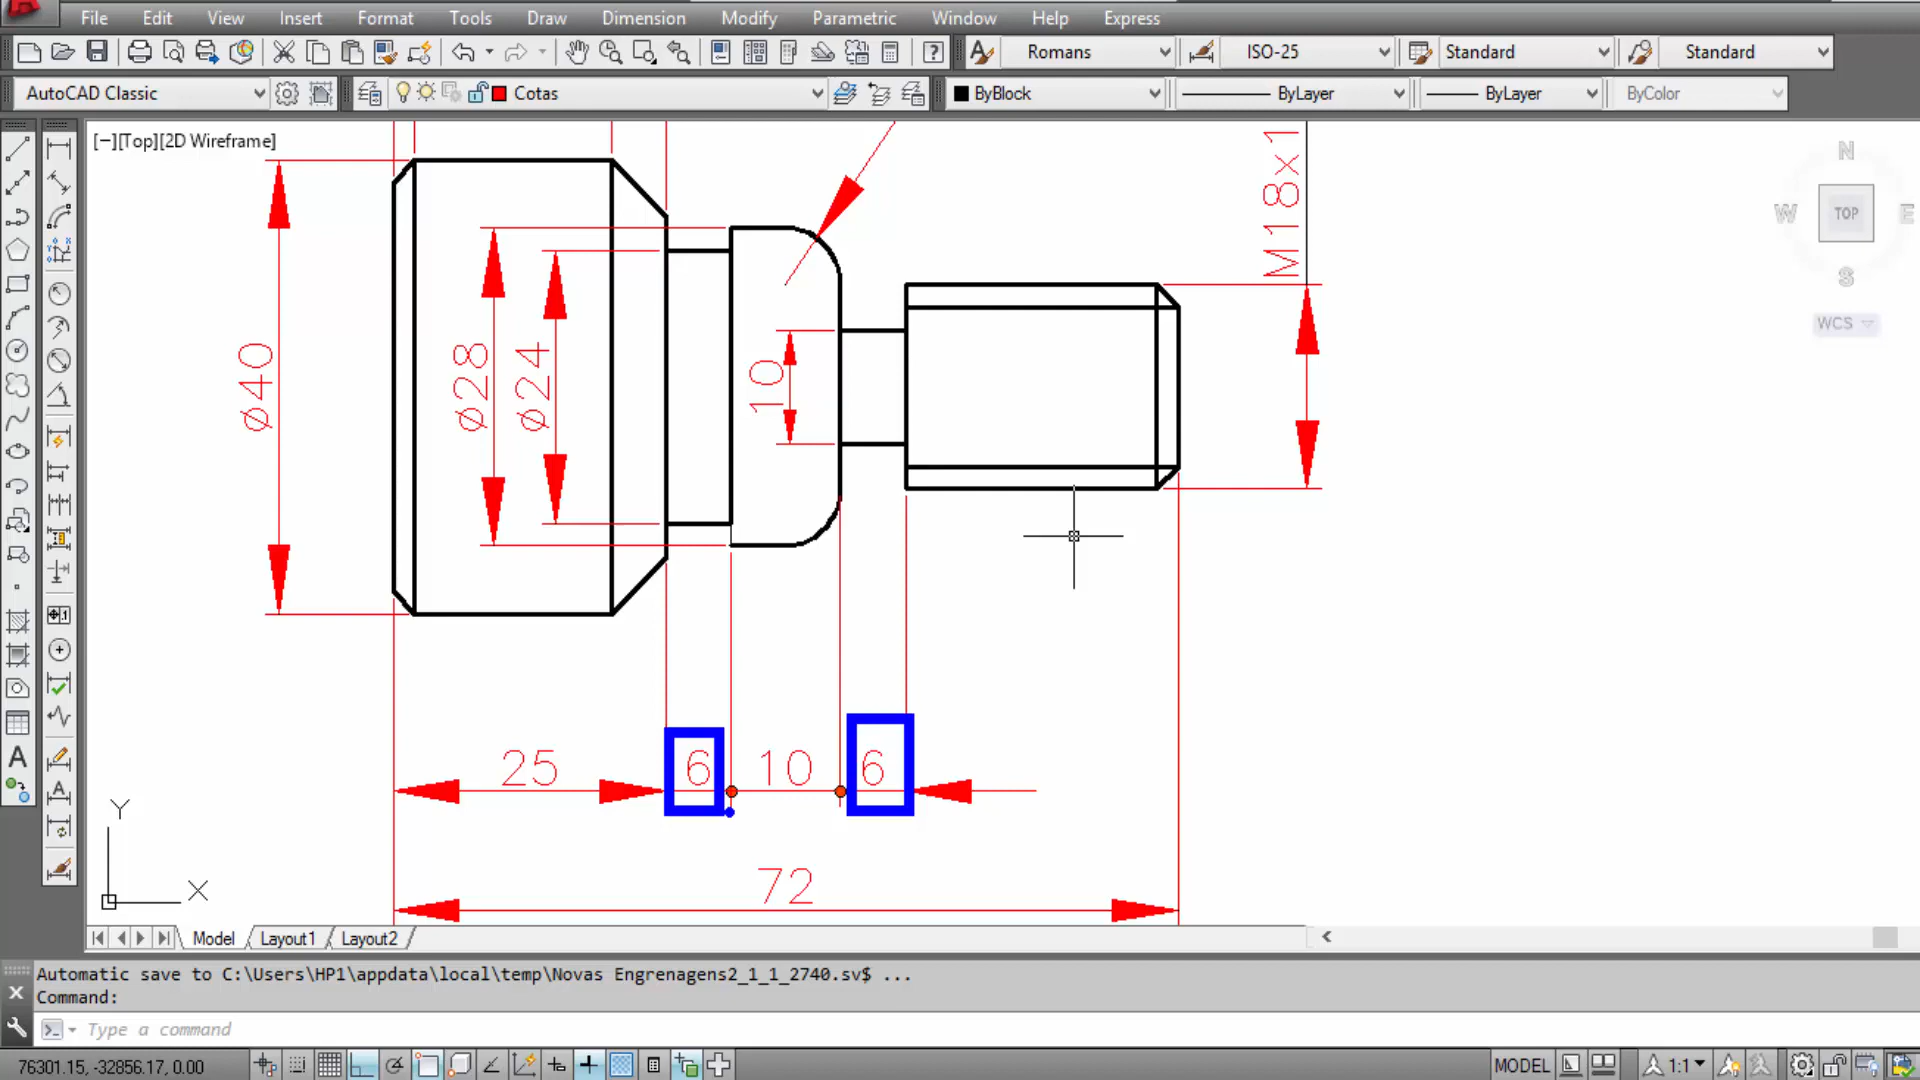 File Edit View Insert Format Tools Draw Dimension Modify Parametric Window Help Express
Romans ISO-25 Standard Standard
AutoCAD Classic Cotas ByBlock ByLayer ByLayer ByColor
[−][Top][2D Wireframe]
N
W TOP E
S
WCS
M18x1
ø40
ø28
ø24
10
25 6 10 6
72
Y
X
Model Layout1 Layout2
Automatic save to C:\Users\HP1\appdata\local\temp\Novas Engrenagens2_1_1_2740.sv$ ...
Command:
Type a command
76301.15, -32856.17, 0.00 MODEL 1:1